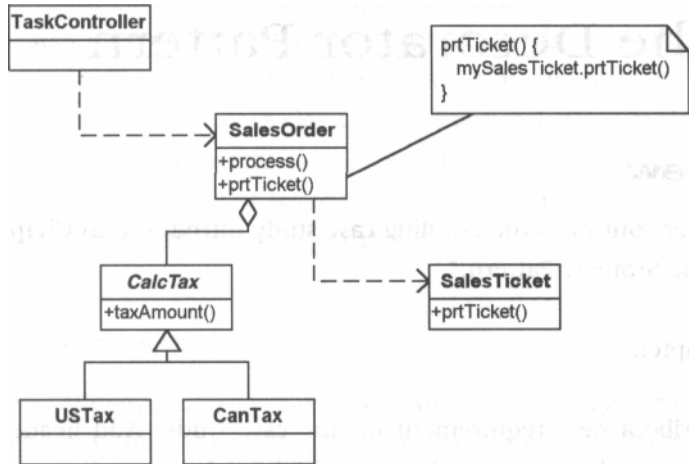 TaskController
prtTicket() {
mySalesTicket.prtTicket()
}
SalesOrder
+process()
+prtTicket()
CalcTax
+taxAmount()
SalesTicket
+prtTicket()
USTax
CanTax